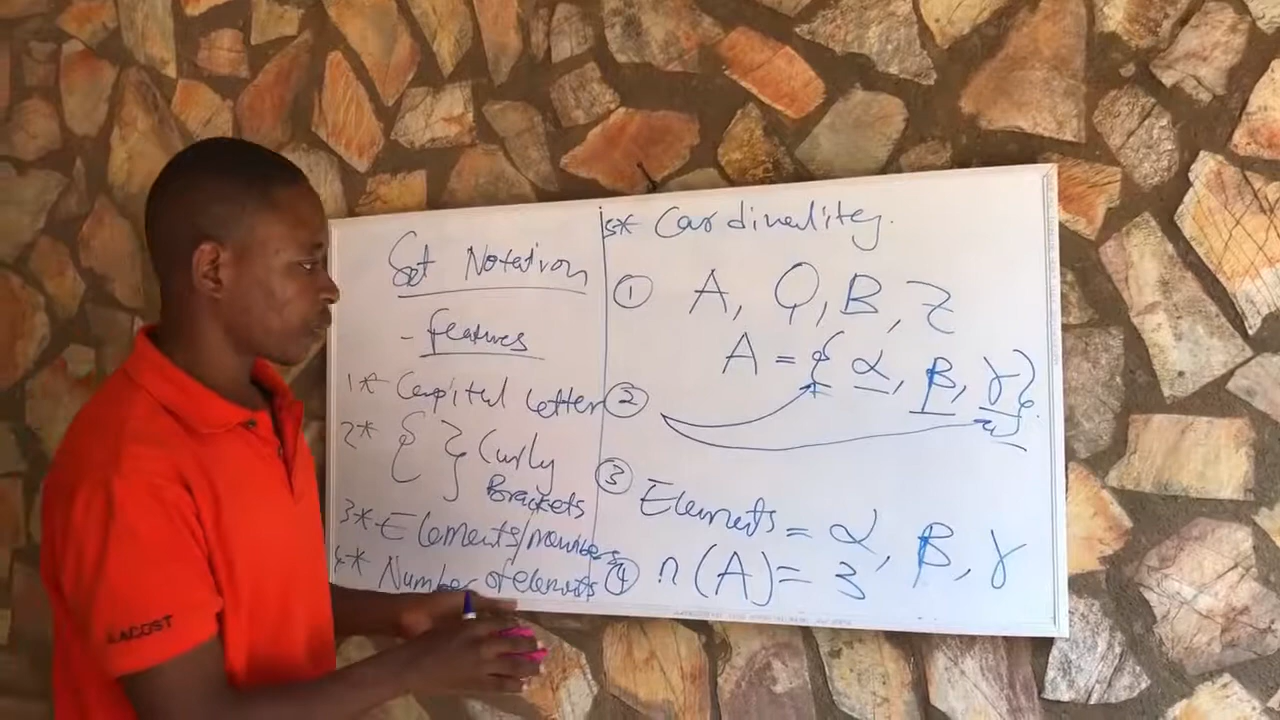 Set Notation
- features
1* Capital letter
2* { } Curly
Brackets
3* Elements/members
4* Number of elements
5* Cardinality.
① A, Q, B, Z
A = { α, β, γ }.
②
③ Elements = α, β, γ
④ n(A) = 3
LACOST